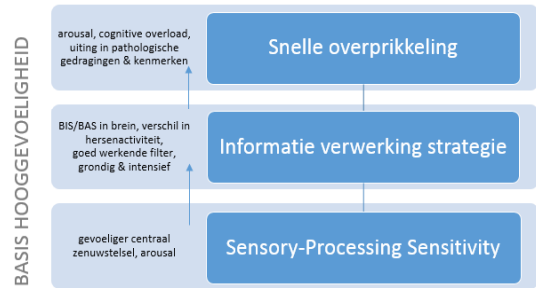 BASIS HOOGGEVOELIGHEID
arousal, cognitive overload,
uiting in pathologische
gedragingen & kenmerken
Snelle overprikkeling
BIS/BAS in brein, verschil in
hersenactiviteit,
goed werkende filter,
grondig & intensief
Informatie verwerking strategie
gevoeliger centraal
zenuwstelsel, arousal
Sensory-Processing Sensitivity